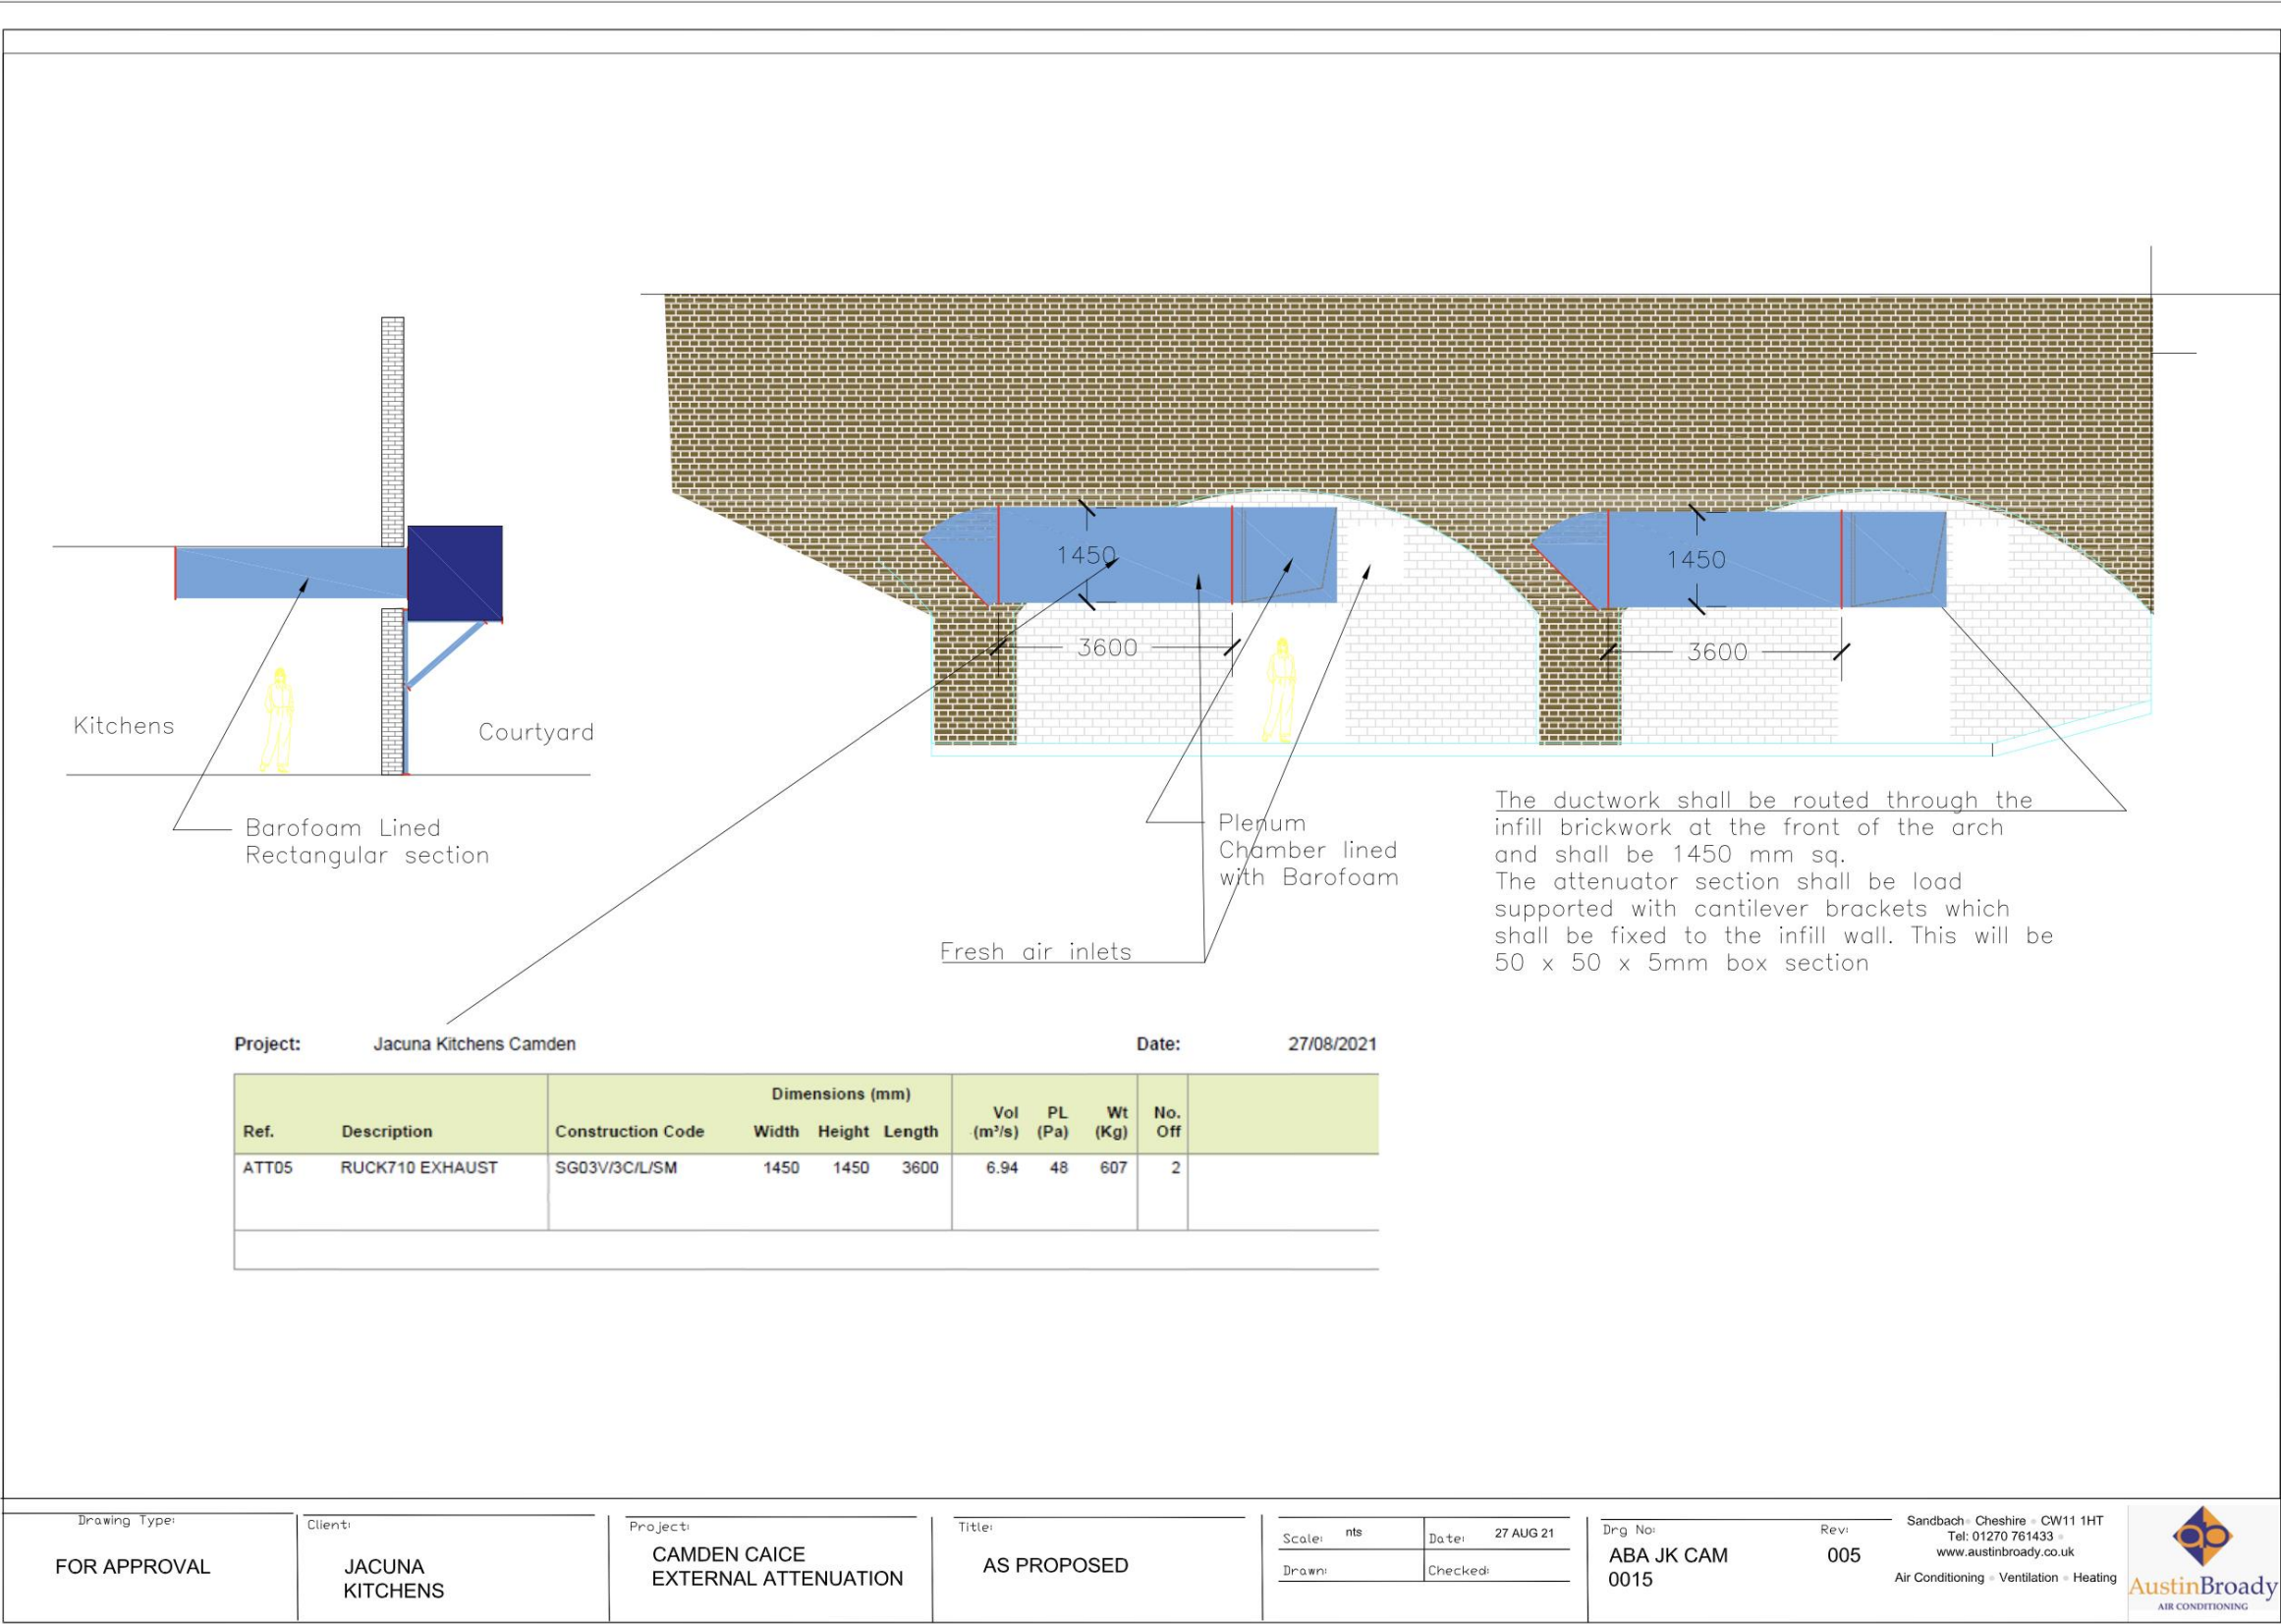 1450
3600
1450
3600
Kitchens
Courtyard
Barofoam Lined
Rectangular section
Plenum
Chamber lined
with Barofoam
Fresh air inlets
The ductwork shall be routed through the
infill brickwork at the front of the arch
and shall be 1450 mm sq.
The attenuator section shall be load
supported with cantilever brackets which
shall be fixed to the infill wall. This will be
50 x 50 x 5mm box section
Project: Jacuna Kitchens Camden Date: 27/08/2021
Dimensions (mm)
Ref. Description Construction Code Width Height Length Vol (m³/s) PL (Pa) Wt (Kg) No. Off
ATT05 RUCK710 EXHAUST SG03V/3C/L/SM 1450 1450 3600 6.94 48 607 2
Drawing Type:
FOR APPROVAL
Client:
JACUNA
KITCHENS
Project:
CAMDEN CAICE
EXTERNAL ATTENUATION
Title:
AS PROPOSED
Scale: nts
Date: 27 AUG 21
Drawn:
Checked:
Drg No:
ABA JK CAM
0015
Rev:
005
Sandbach Cheshire CW11 1HT
Tel: 01270 761433
www.austinbroady.co.uk
Air Conditioning Ventilation Heating
AustinBroady
AIR CONDITIONING